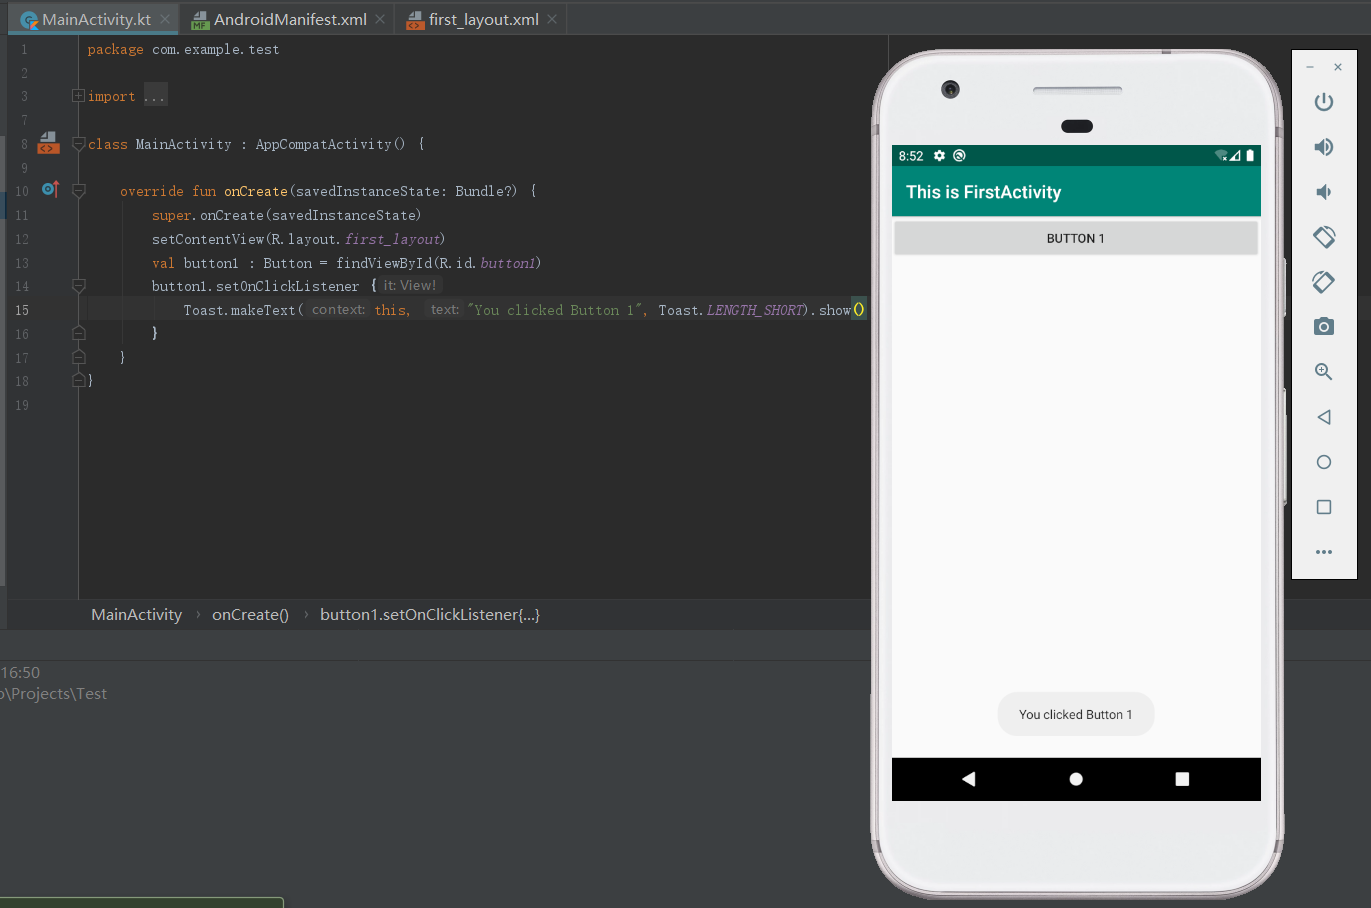 MainActivity.kt
AndroidManifest.xml
first_layout.xml
1 package com.example.test
2
3 import ...
7
8 class MainActivity : AppCompatActivity() {
9
10 override fun onCreate(savedInstanceState: Bundle?) {
11 super.onCreate(savedInstanceState)
12 setContentView(R.layout.first_layout)
13 val button1 : Button = findViewById(R.id.button1)
14 button1.setOnClickListener { it: View!
15 Toast.makeText( context: this, text: "You clicked Button 1", Toast.LENGTH_SHORT).show()
16 }
17 }
18 }
19
MainActivity › onCreate() › button1.setOnClickListener{...}
16:50
\Projects\Test
MF
8:52
This is FirstActivity
BUTTON 1
You clicked Button 1